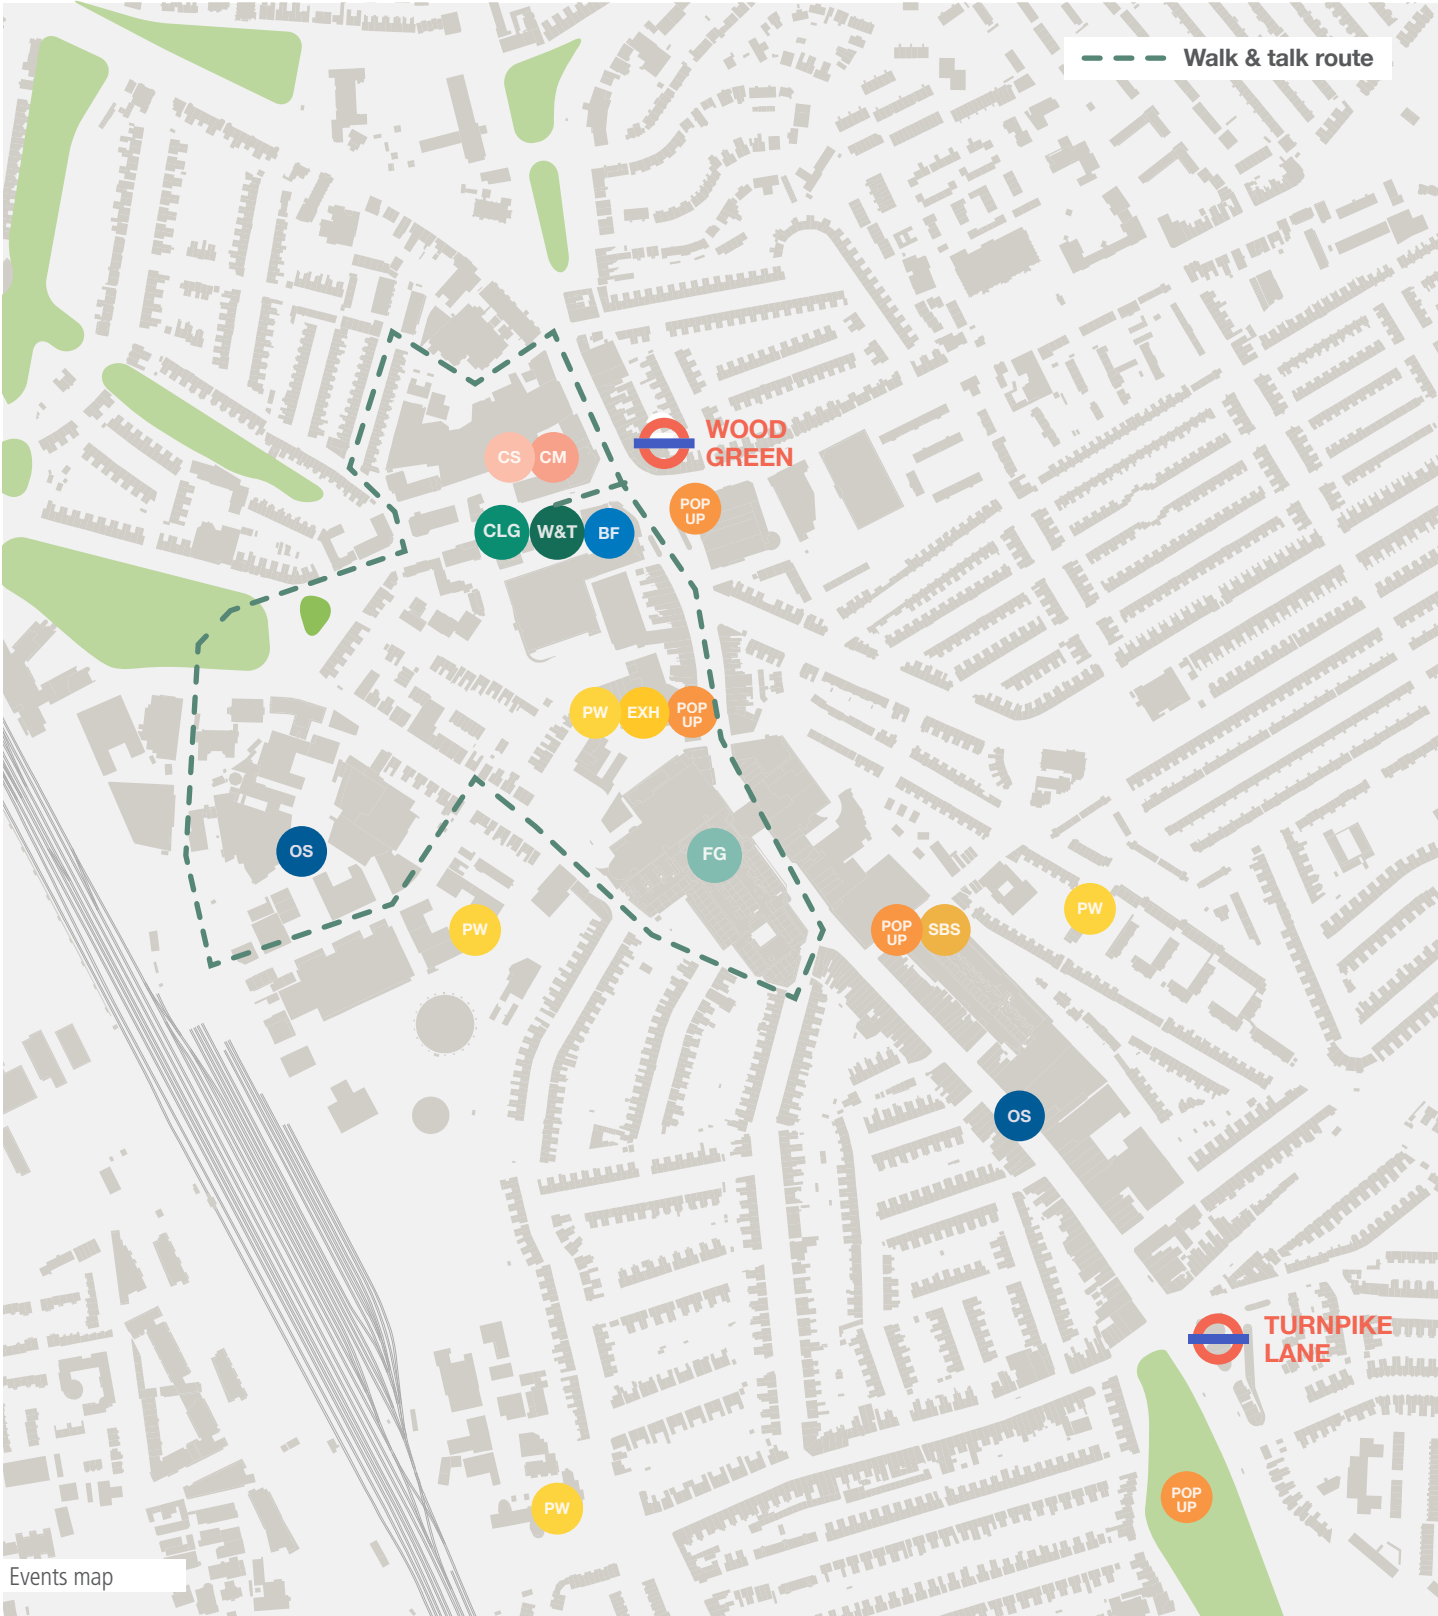 Walk & talk route
WOOD
GREEN
CS
CM
POP
UP
CLG
W&T
BF
PW
EXH
POP
UP
OS
FG
PW
POP
UP
SBS
PW
OS
TURNPIKE
LANE
POP
UP
PW
Events map